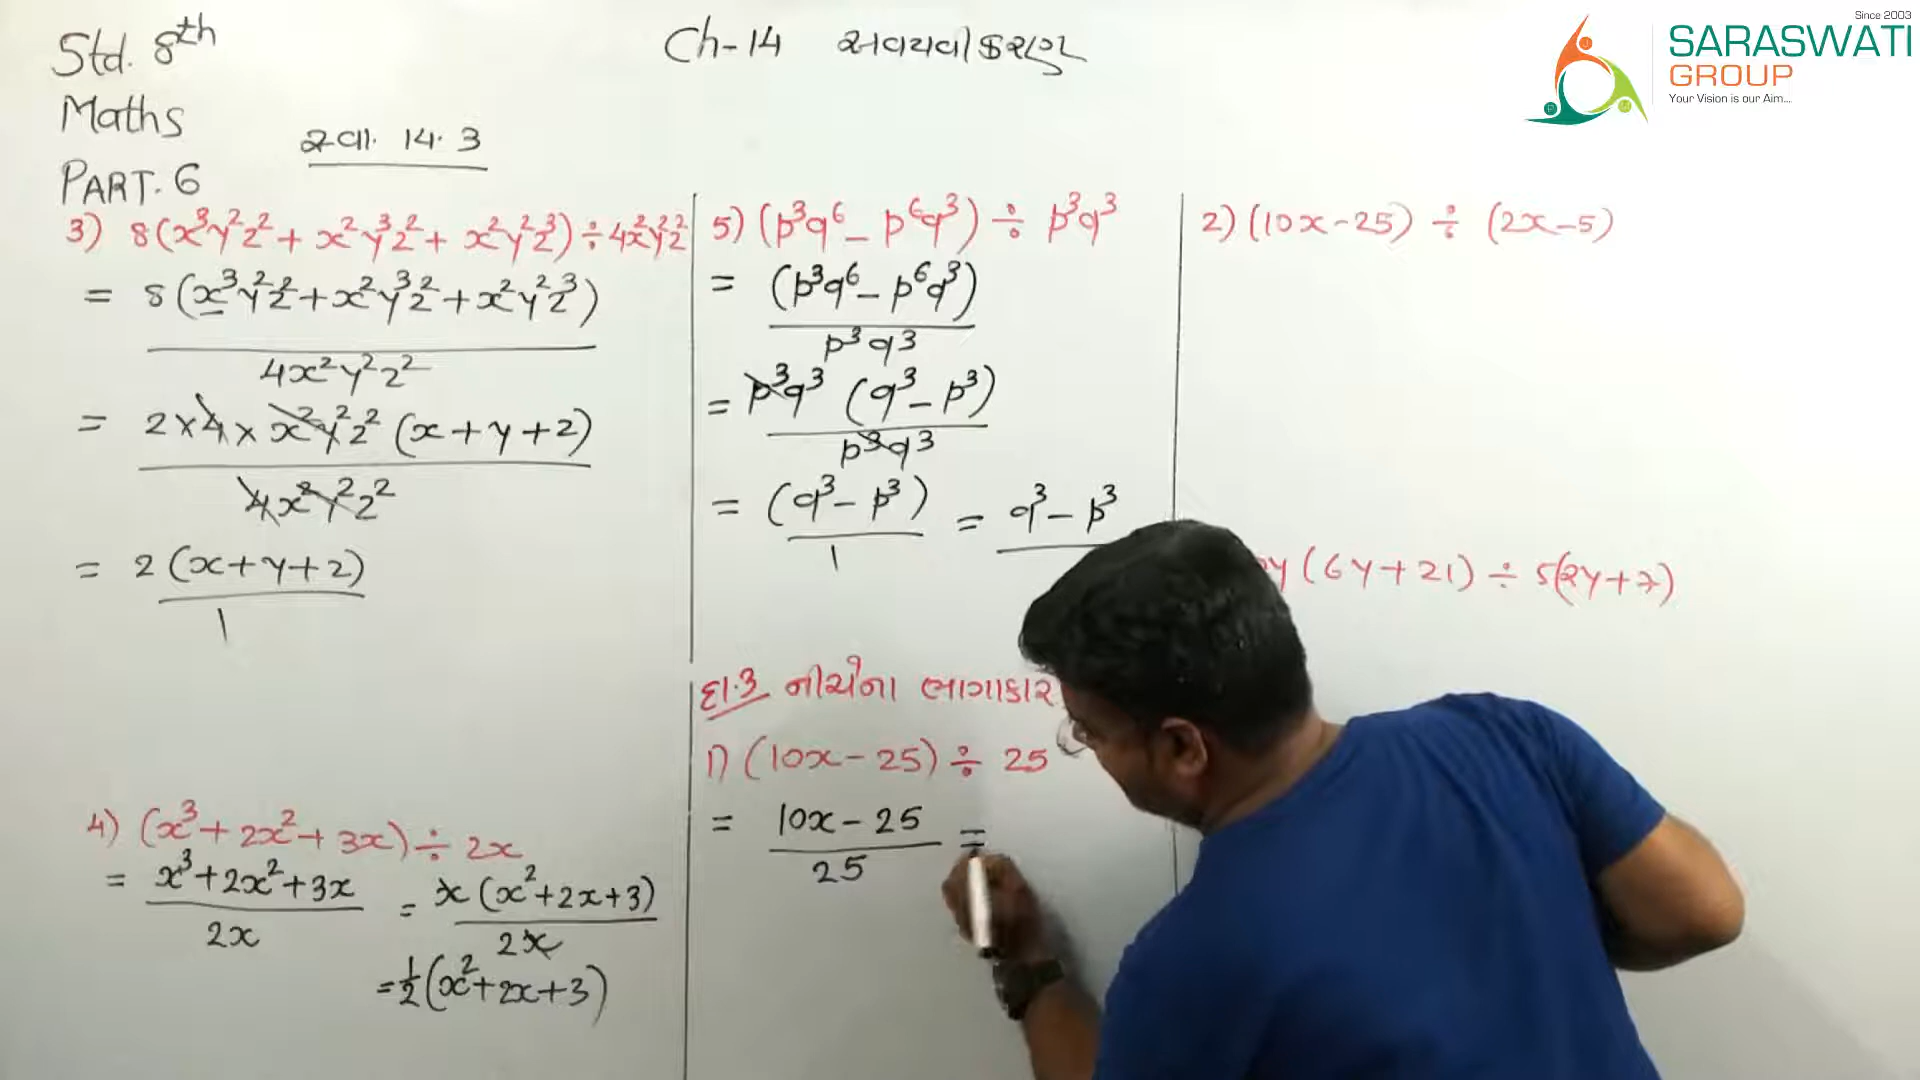 Since 2003
SARASWATI
GROUP
Your Vision is our Aim...
Std. 8th
Maths
PART. 6
Ch-14 અવયવીકરણ
સ્વા. 14.3
3) 8(x³y²z² + x²y³z² + x²y²z³) ÷ 4x²y²z²
= 8(x³y²z² + x²y³z² + x²y²z³)
4x²y²z²
= 2 × 4 × x²y²z² (x+y+z)
4x²y²z²
= 2 (x+y+z)
1
4) (x³ + 2x² + 3x) ÷ 2x
= x³+2x²+3x = x (x²+2x+3)
2x 2x
= ½ (x²+2x+3)
5) (p³q⁶ - p⁶q³) ÷ p³q³
= (p³q⁶ - p⁶q³)
p³q³
= p³q³ (q³ - p³)
p³q³
= (q³ - p³) = q³ - p³
1
દા.3 નીચેના ભાગાકાર
1) (10x - 25) ÷ 25
= 10x - 25 =
25
2) (10x - 25) ÷ (2x - 5)
y (6y + 21) ÷ 5(2y + 7)